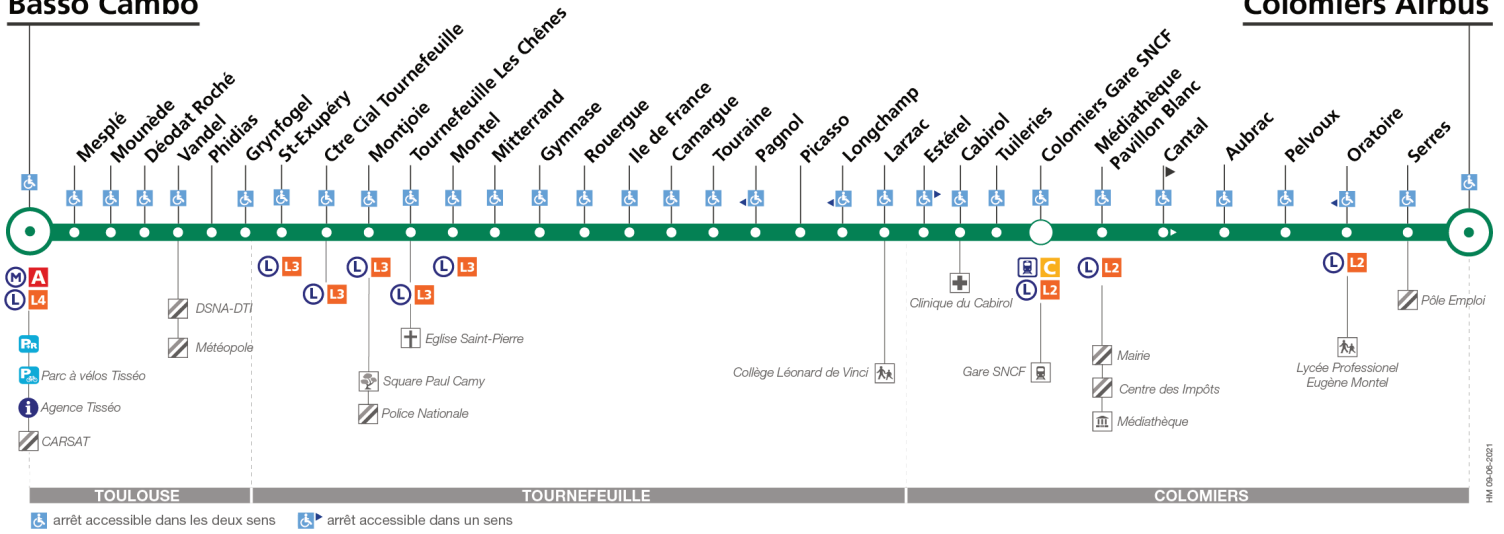 Basso Cambo
Colomiers Airbus
Mesplé
Mounède
Déodat Roché
Vandel
Phidias
Grynfogel
St-Exupéry
Ctre Cial Tournefeuille
Montjoie
Tournefeuille Les Chênes
Montel
Mitterrand
Gymnase
Rouergue
Ile de France
Camargue
Touraine
Pagnol
Picasso
Longchamp
Larzac
Estérel
Cabirol
Tuileries
Colomiers Gare SNCF
Médiathèque
Pavillon Blanc
Cantal
Aubrac
Pelvoux
Oratoire
Serres
M A
L L4
P+R
P
Parc à vélos Tisséo
i Agence Tisséo
CARSAT
DSNA-DTI
Météopole
L L3
L L3
L L3
L L3
L L3
Eglise Saint-Pierre
Square Paul Camy
Police Nationale
Collège Léonard de Vinci
Clinique du Cabirol
C
L L2
Gare SNCF
L L2
Mairie
Centre des Impôts
Médiathèque
L L2
Lycée Professionel
Eugène Montel
Pôle Emploi
TOULOUSE
TOURNEFEUILLE
COLOMIERS
arrêt accessible dans les deux sens
arrêt accessible dans un sens
HM 09-06-2021